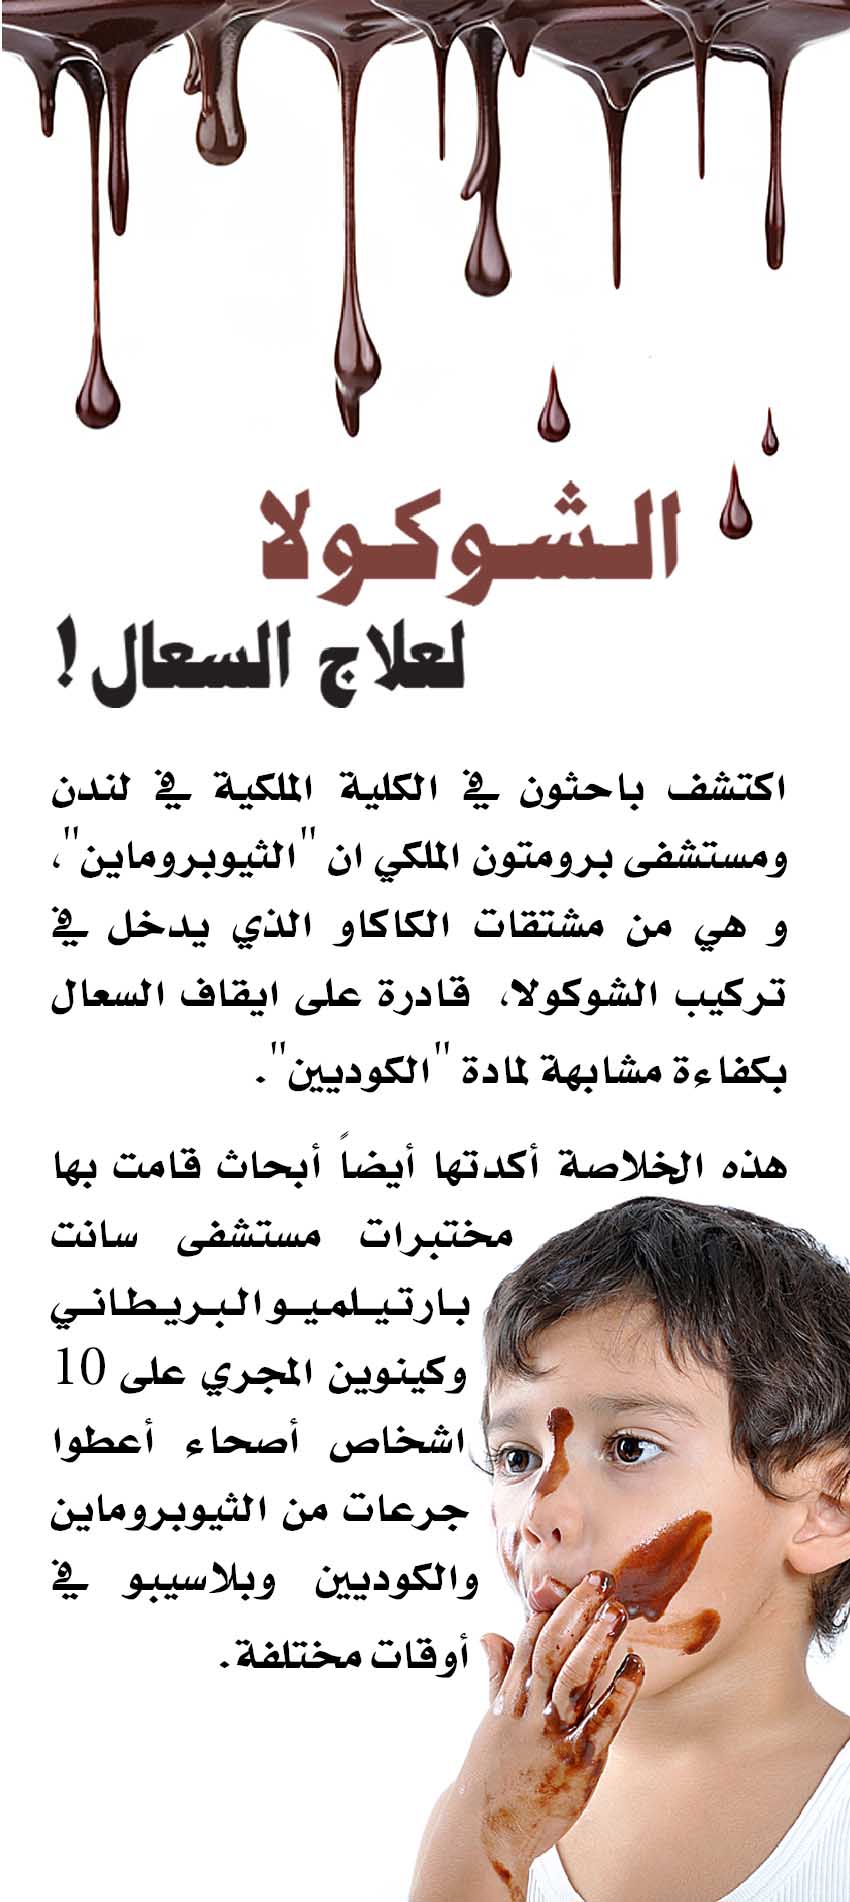 الشوكولا
لعلاج السعال!
اكتشف باحثون في الكلية الملكية في لندن
ومستشفى برومتون الملكي ان "الثيوبروماين"،
و هي من مشتقات الكاكاو الذي يدخل في
تركيب الشوكولا، قادرة على ايقاف السعال
بكفاءة مشابهة لمادة "الكوديين".
هذه الخلاصة أكدتها أيضاً أبحاث قامت بها
مختبرات مستشفى سانت
بارتيلميو البريطاني
وكينوين المجري على 10
اشخاص أصحاء أعطوا
جرعات من الثيوبروماين
والكوديين وبلاسيبو في
أوقات مختلفة.